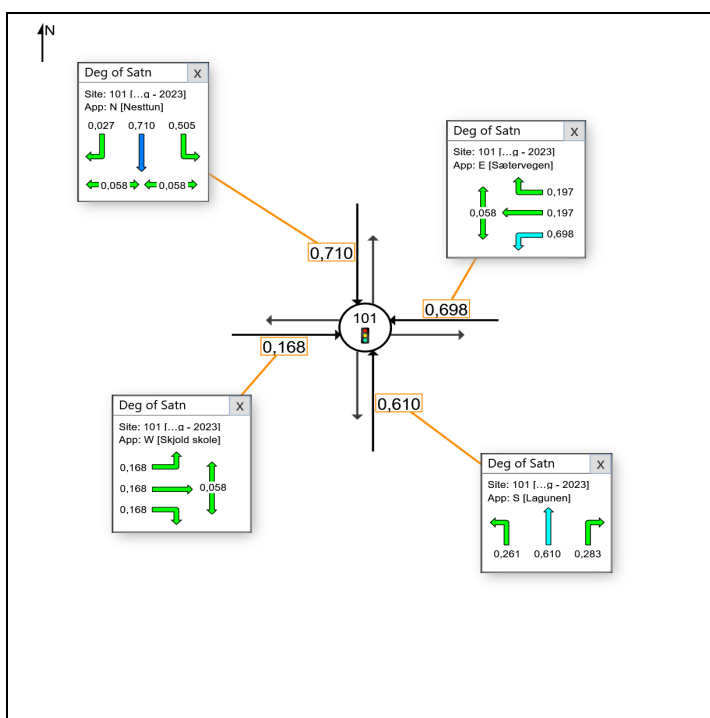 N
Deg of Satn
X
Site: 101 [...g - 2023]
App: N [Nesttun]
0,027 0,710 0,505
0,058 0,058
Deg of Satn
X
Site: 101 [...g - 2023]
App: E [Sætervegen]
0,197
0,058 0,197
0,698
0,710
101
0,698
0,168
0,610
Deg of Satn
X
Site: 101 [...g - 2023]
App: W [Skjold skole]
0,168
0,168 0,058
0,168
Deg of Satn
X
Site: 101 [...g - 2023]
App: S [Lagunen]
0,261 0,610 0,283